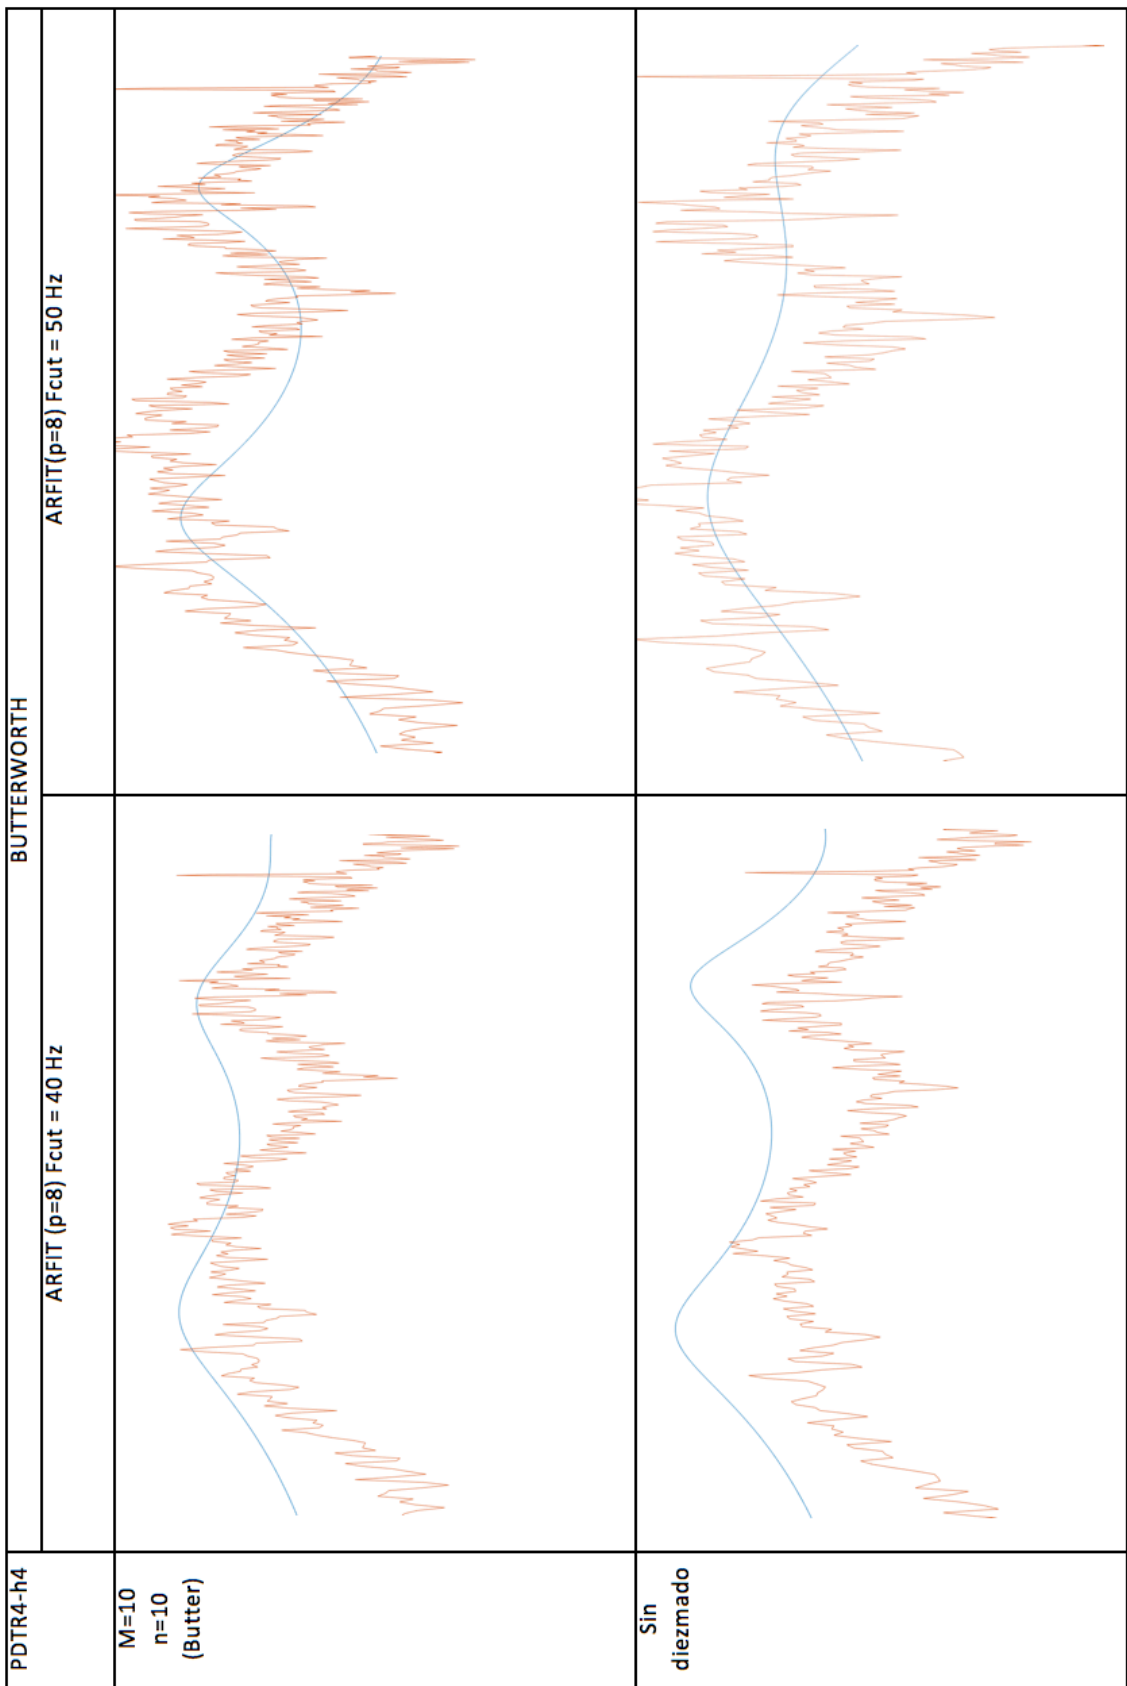 PDTR4-h4
BUTTERWORTH
ARFIT (p=8) Fcut = 40 Hz
ARFIT(p=8) Fcut = 50 Hz
M=10
n=10
(Butter)
Sin
diezmado